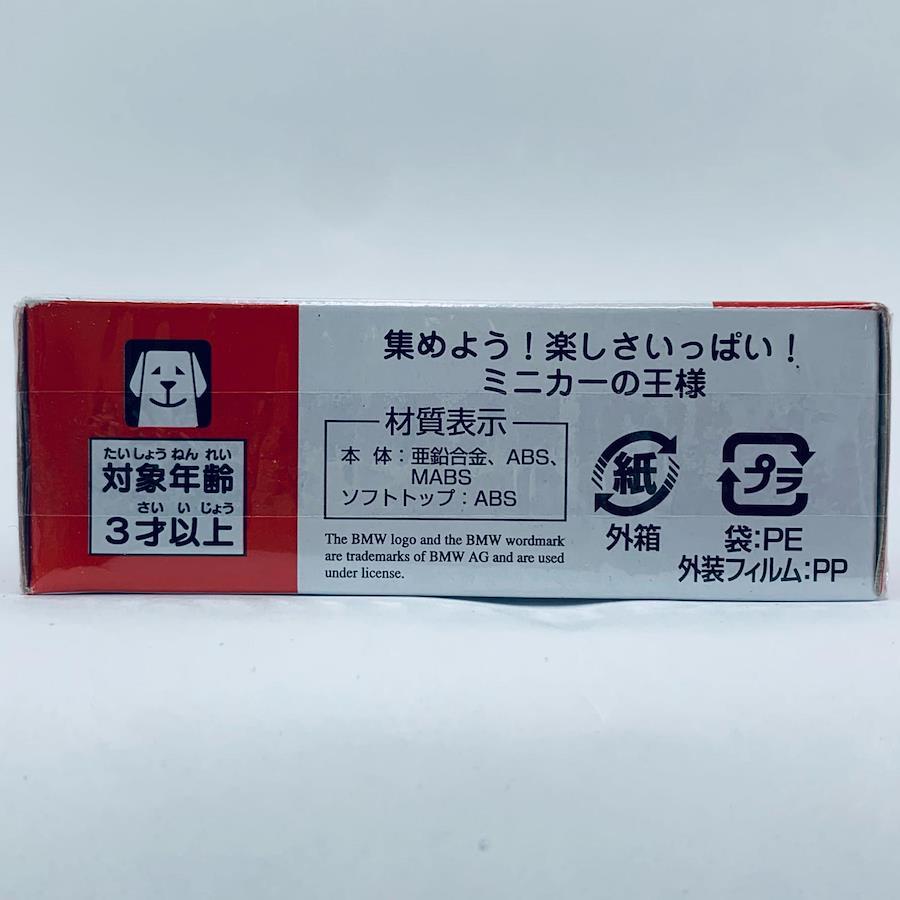 集めよう！楽しさいっぱい！
ミニカーの王様
たいしょうねんれい
対象年齢
さいいじょう
3才以上
材質表示
本体：亜鉛合金、ABS、
MABS
ソフトトップ：ABS
The BMW logo and the BMW wordmark
are trademarks of BMW AG and are used
under license.
紙
外箱
プラ
袋:PE
外装フィルム:PP